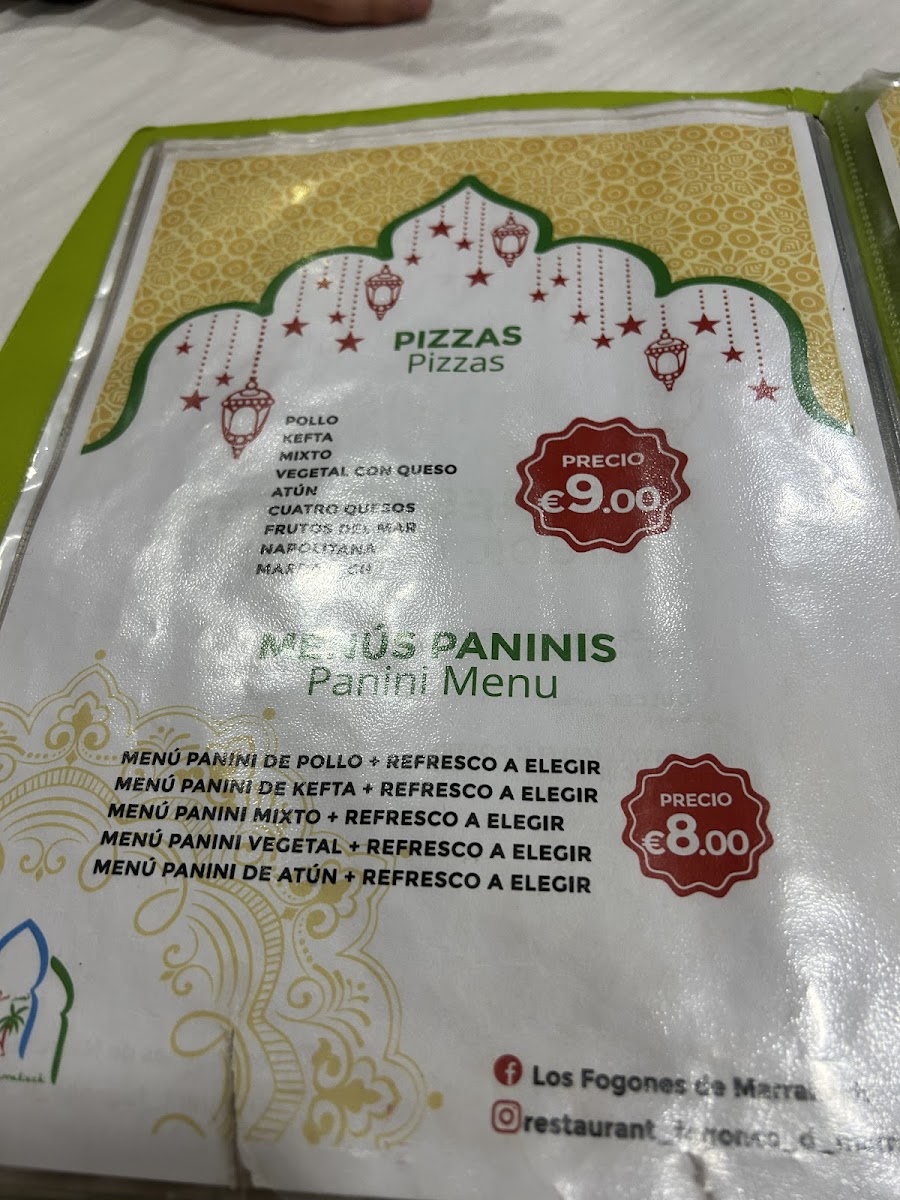 PIZZAS
Pizzas
POLLO
KEFTA
MIXTO
VEGETAL CON QUESO
ATÚN
CUATRO QUESOS
FRUTOS DEL MAR
NAPOLITANA
PRECIO
€9.00
MENÚS PANINIS
Panini Menu
MENÚ PANINI DE POLLO + REFRESCO A ELEGIR
MENÚ PANINI DE KEFTA + REFRESCO A ELEGIR
MENÚ PANINI MIXTO + REFRESCO A ELEGIR
MENÚ PANINI VEGETAL + REFRESCO A ELEGIR
MENÚ PANINI DE ATÚN + REFRESCO A ELEGIR
PRECIO
€8.00
Los Fogones de